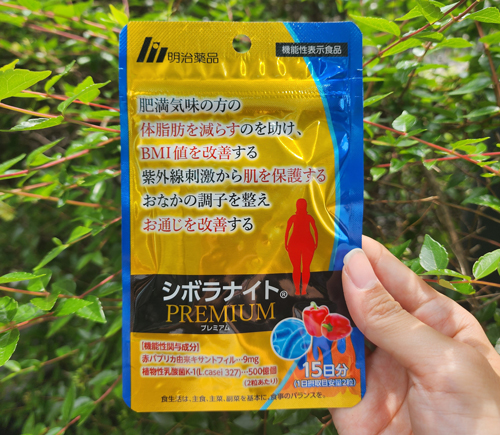 明治薬品
機能性表示食品
肥満気味の方の
体脂肪を減らすのを助け、
BMI値を改善する
紫外線刺激から肌を保護する
おなかの調子を整え
お通じを改善する
シボラナイト®
PREMIUM
プレミアム
[機能性関与成分]
赤パプリカ由来キサントフィル…9mg
植物性乳酸菌K-1(L.casei 327)…500億個
(2粒あたり)
15日分
(1日摂取目安量2粒)
食生活は、主食、主菜、副菜を基本に、食事のバランスを。